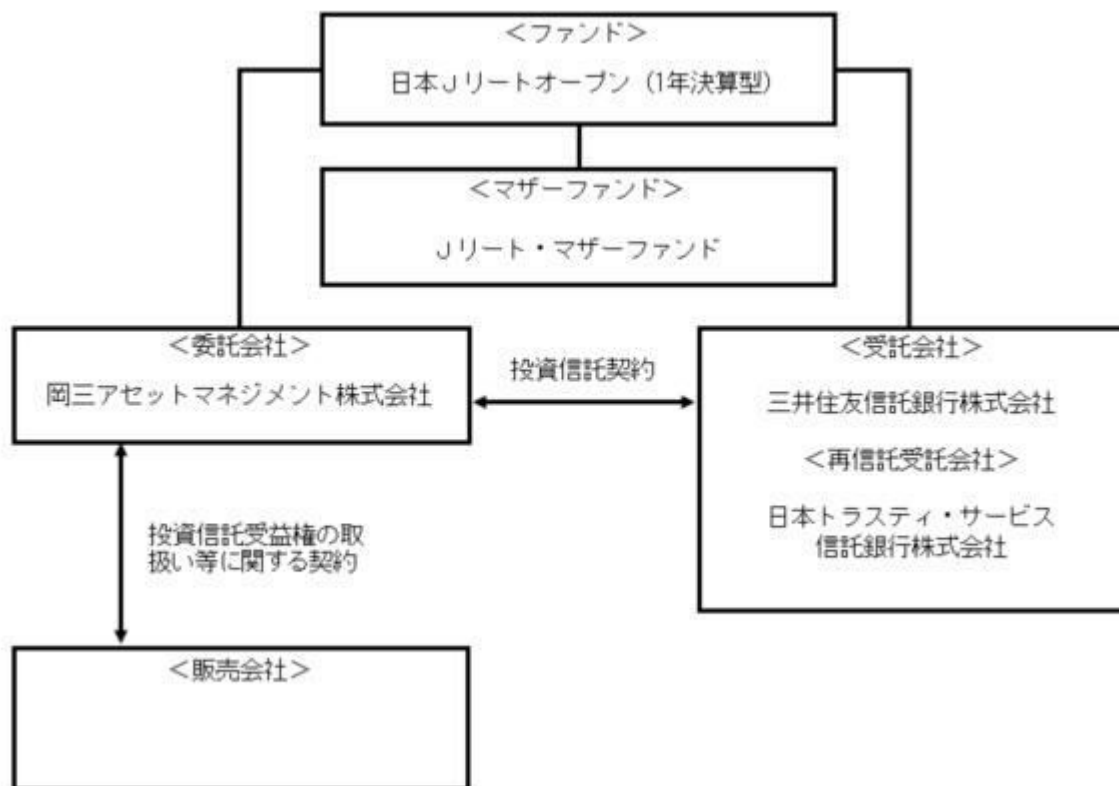 ＜ファンド＞
日本Ｊリートオープン（1年決算型）
＜マザーファンド＞
Ｊリート・マザーファンド
＜委託会社＞
岡三アセットマネジメント株式会社
投資信託契約
＜受託会社＞
三井住友信託銀行株式会社
＜再信託受託会社＞
日本トラスティ・サービス
信託銀行株式会社
投資信託受益権の取
扱い等に関する契約
＜販売会社＞